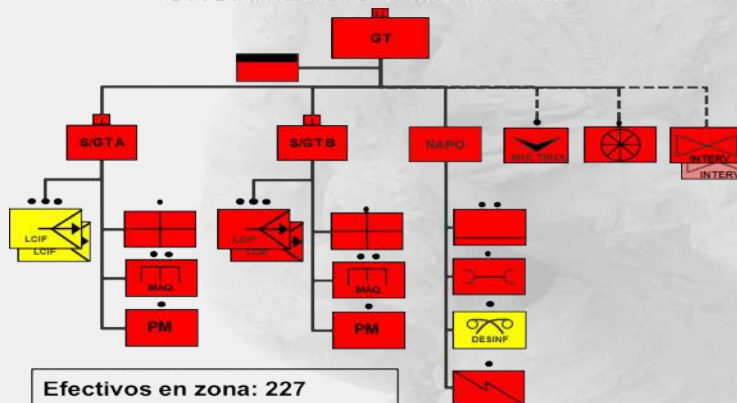 GT
S/GTA
S/GTB
NAPO
MULTIROL
INTERV
INTERV
LCIF
LCIF
LCIF
LCIF
MAQ.
MAQ.
PM
PM
DESINF
Efectivos en zona: 227